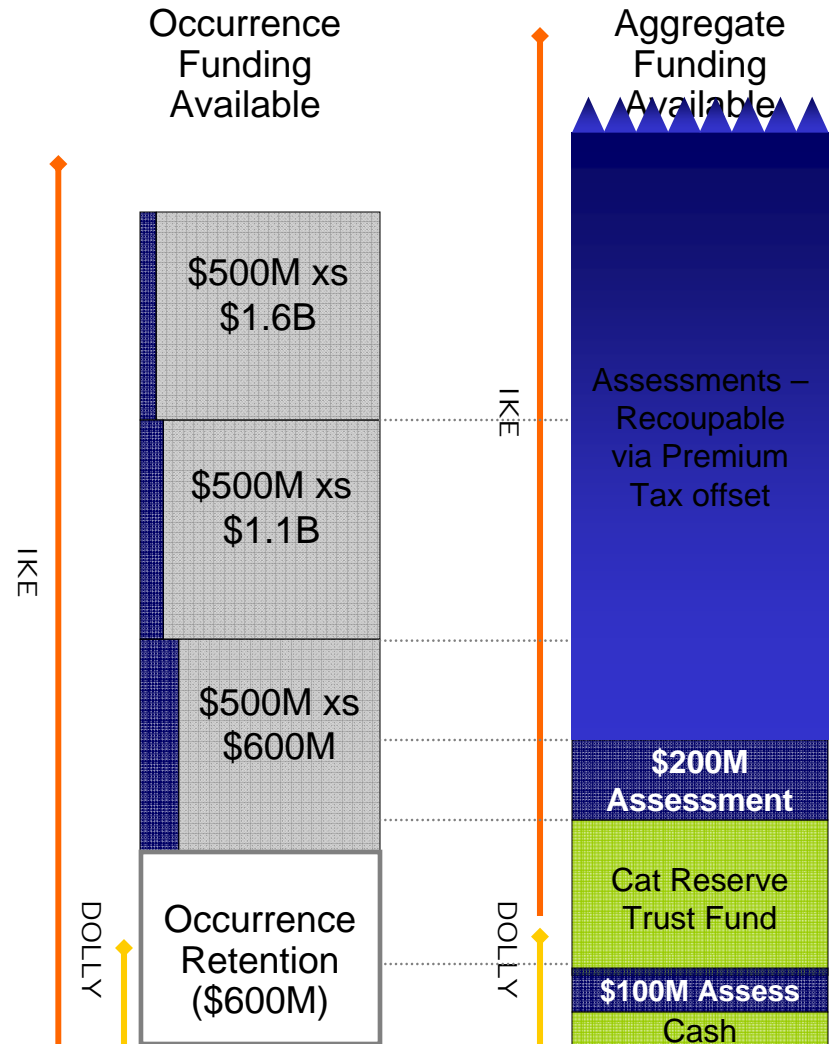 Occurrence
Funding
Available
Aggregate
Funding
Available
$500M xs
$1.6B
$500M xs
$1.1B
$500M xs
$600M
Occurrence
Retention
($600M)
IKE
DOLLY
IKE
DOLLY
Assessments –
Recoupable
via Premium
Tax offset
$200M
Assessment
Cat Reserve
Trust Fund
$100M Assess
Cash